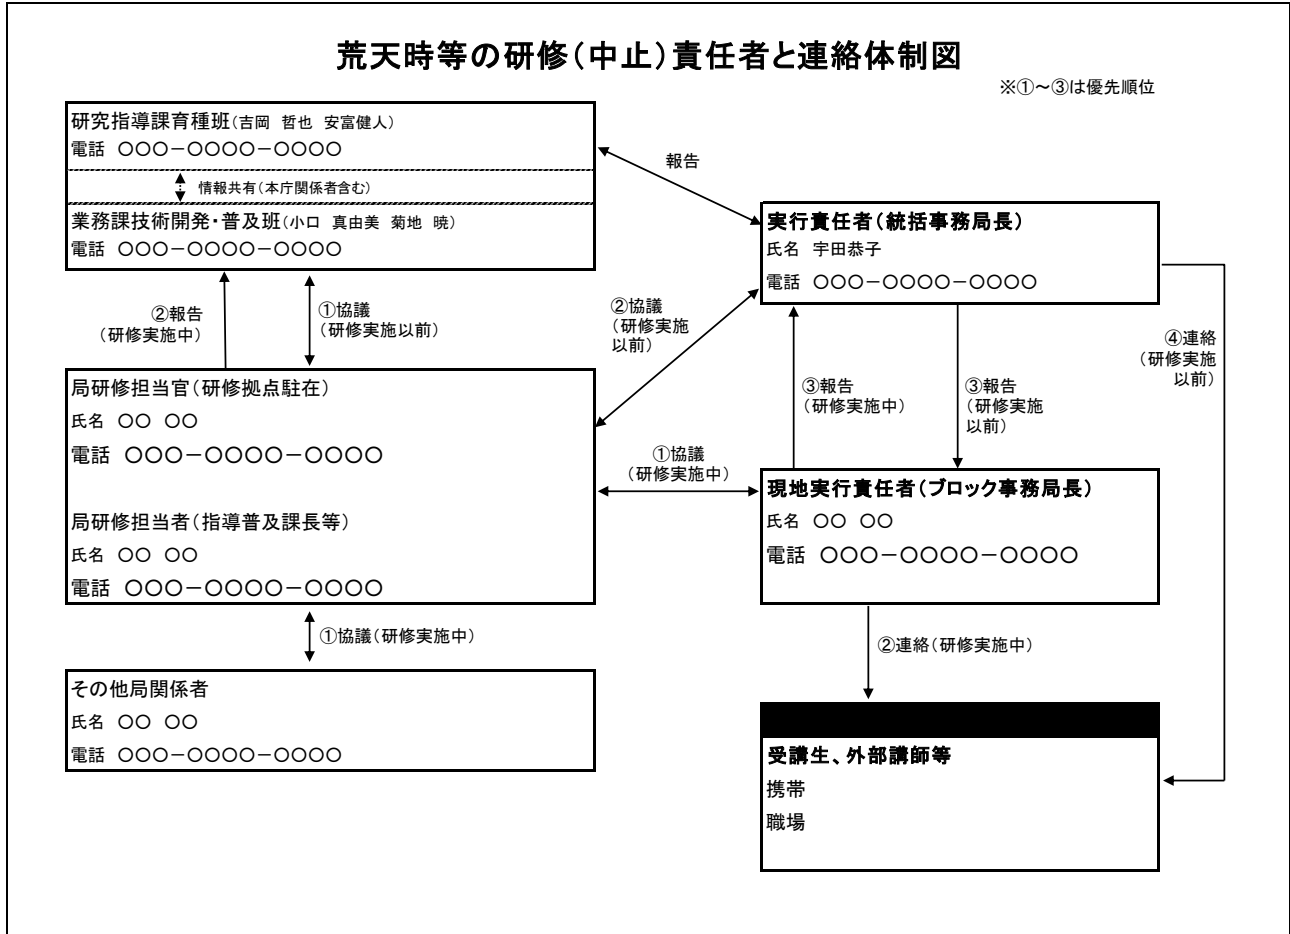 荒天時等の研修（中止）責任者と連絡体制図
※①～③は優先順位
研究指導課育種班（吉岡　哲也　安富健人）
電話　〇〇〇－〇〇〇〇－〇〇〇〇
情報共有（本庁関係者含む）
業務課技術開発・普及班（小口　真由美　菊地　暁）
電話　〇〇〇－〇〇〇〇－〇〇〇〇
報告
実行責任者（統括事務局長）
氏名　宇田恭子
電話　〇〇〇－〇〇〇〇－〇〇〇〇
②報告
（研修実施中）
①協議
（研修実施以前）
②協議
（研修実施
以前）
④連絡
（研修実施
以前）
局研修担当官（研修拠点駐在）
氏名　〇〇　〇〇
電話　〇〇〇－〇〇〇〇－〇〇〇〇
局研修担当者（指導普及課長等）
氏名　〇〇　〇〇
電話　〇〇〇－〇〇〇〇－〇〇〇〇
③報告
（研修実施中）
③報告
（研修実施
以前）
①協議
（研修実施中）
現地実行責任者（ブロック事務局長）
氏名　〇〇　〇〇
電話　〇〇〇－〇〇〇〇－〇〇〇〇
①協議（研修実施中）
②連絡（研修実施中）
その他局関係者
氏名　〇〇　〇〇
電話　〇〇〇－〇〇〇〇－〇〇〇〇
受講生、外部講師等
携帯
職場